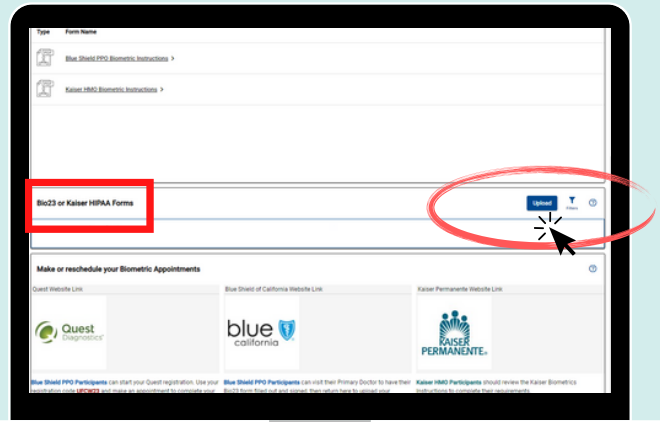 Type Form Name
Blue Shield PPO Biometric Instructions >
Kaiser HMO Biometric Instructions >
Bio23 or Kaiser HIPAA Forms
Upload
Filters
Make or reschedule your Biometric Appointments
Quest Website Link
Blue Shield of California Website Link
Kaiser Permanente Website Link
Quest
Diagnostics
blue
california
KAISER
PERMANENTE®
Blue Shield PPO Participants can start your Quest registration. Use your
registration code UFCW23 and make an appointment to complete your
Blue Shield PPO Participants can visit their Primary Doctor to have their
Bio23 form filled out and signed, then return here to upload your
Kaiser HMO Participants should review the Kaiser Biometrics
instructions to complete their requirements.